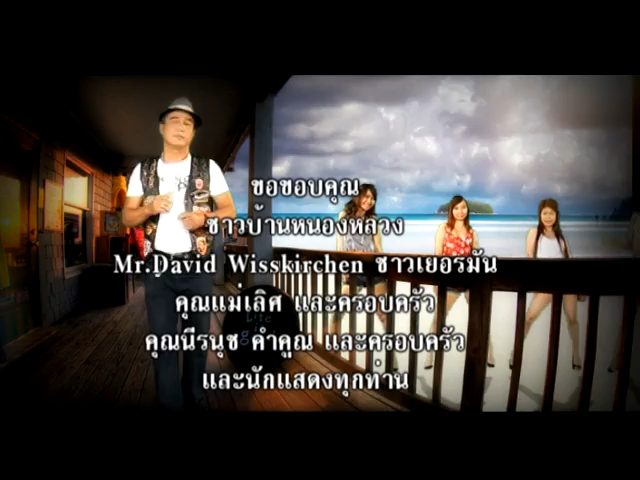 ขอขอบคุณ
ชาวบ้านหนองหลวง
Mr.David Wisskirchen ชาวเยอรมัน
คุณแม่เลิศ และครอบครัว
คุณนีรนุช คำคูณ และครอบครัว
และนักแสดงทุกท่าน